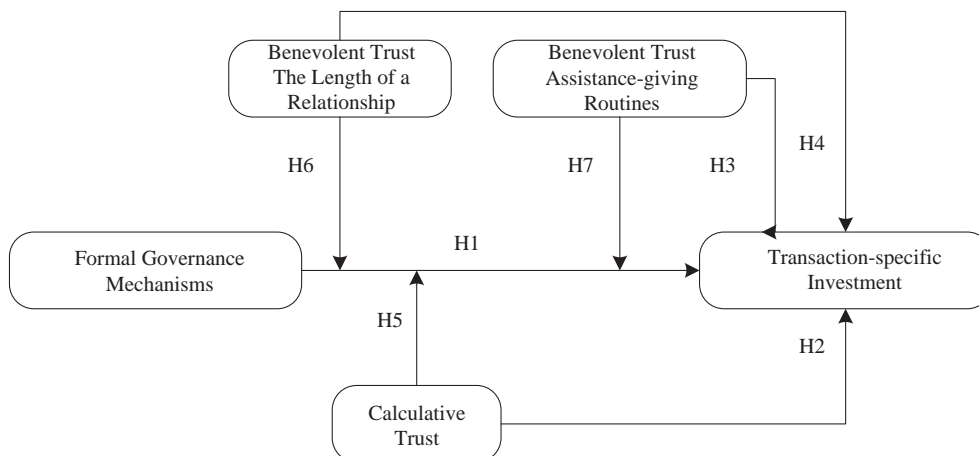 Benevolent Trust
The Length of a
Relationship
Benevolent Trust
Assistance-giving
Routines
H6
H7
H3
H4
Formal Governance
Mechanisms
H1
Transaction-specific
Investment
H5
H2
Calculative
Trust